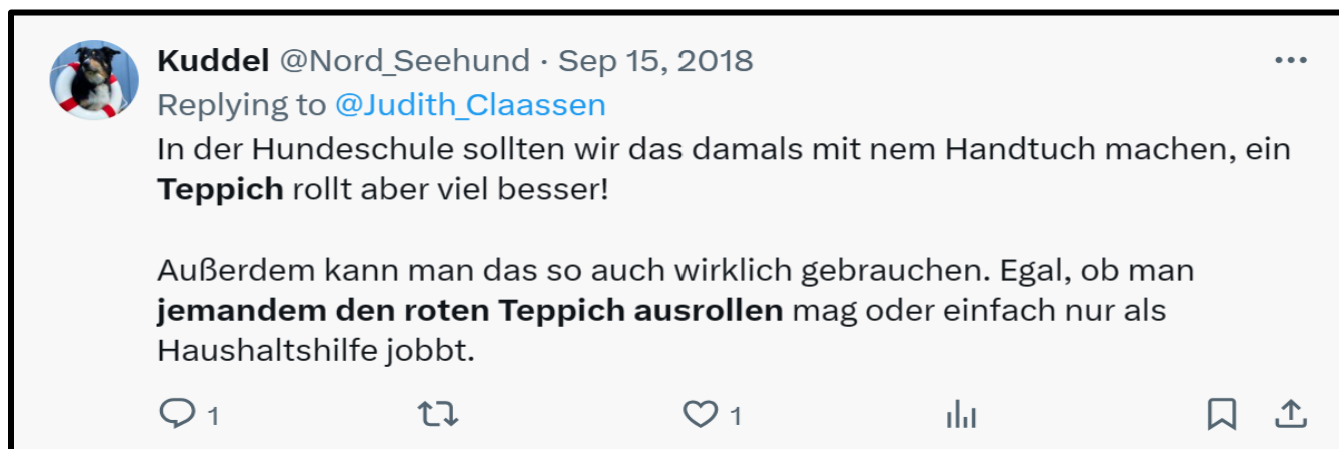 Kuddel @Nord_Seehund · Sep 15, 2018
Replying to @Judith_Claassen
In der Hundeschule sollten wir das damals mit nem Handtuch machen, ein
Teppich rollt aber viel besser!
Außerdem kann man das so auch wirklich gebrauchen. Egal, ob man
jemandem den roten Teppich ausrollen mag oder einfach nur als
Haushaltshilfe jobbt.
1 1